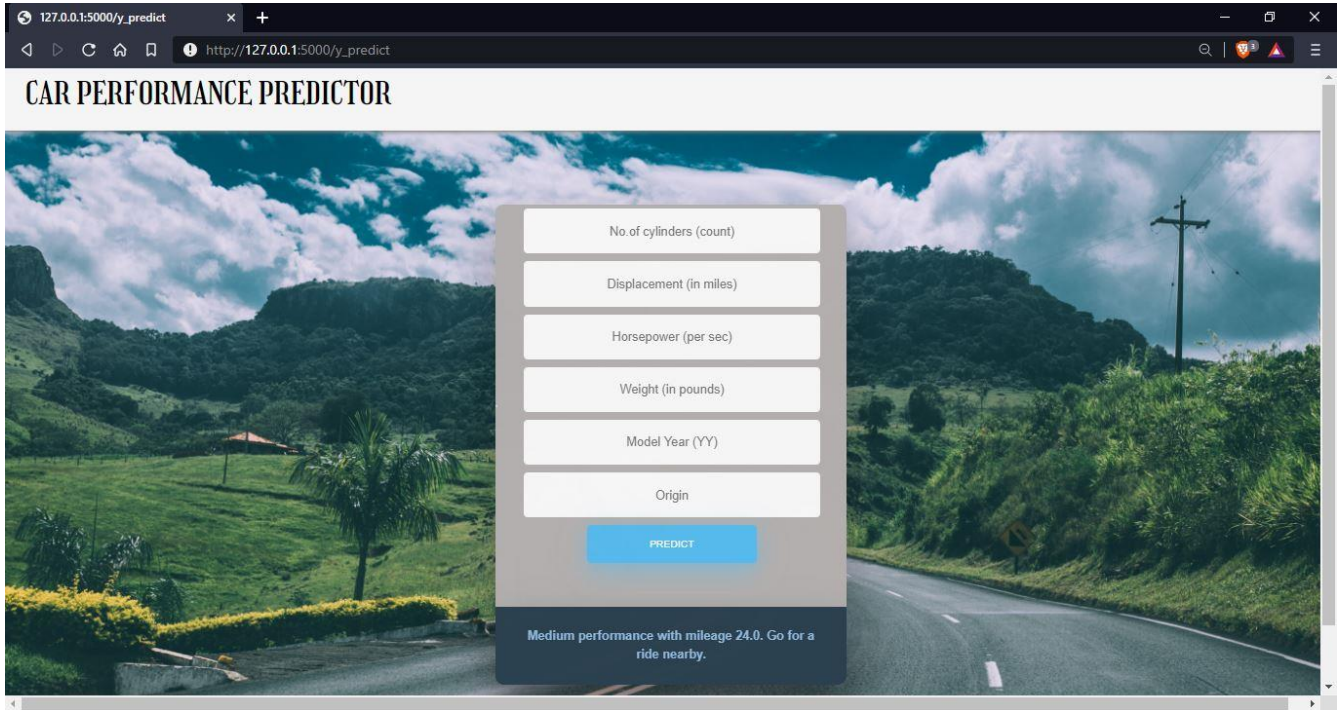 127.0.0.1:5000/y_predict
http://127.0.0.1:5000/y_predict
3
CAR PERFORMANCE PREDICTOR
No.of cylinders (count)
Displacement (in miles)
Horsepower (per sec)
Weight (in pounds)
Model Year (YY)
Origin
PREDICT
Medium performance with mileage 24.0. Go for a
ride nearby.